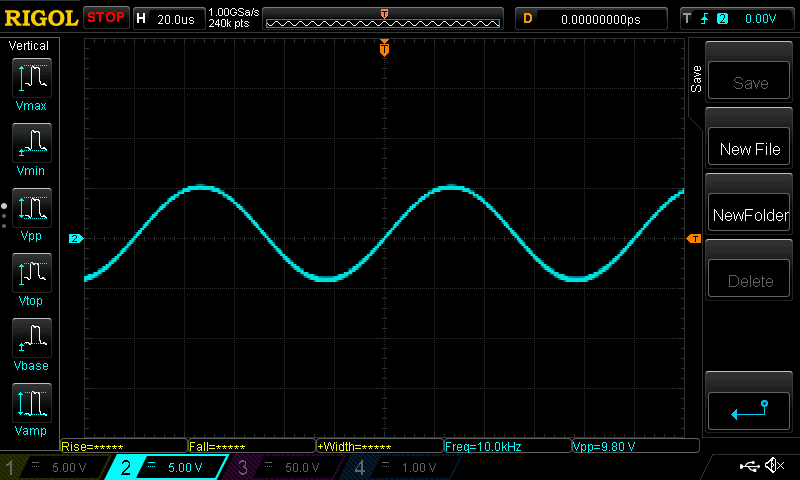 RIGOL STOP H 20.0us 1.00GSa/s 240k pts T D 0.00000000ps T 2 0.00V
Vertical
Vmax
Vmin
Vpp
Vtop
Vbase
Vamp
T
2
T
Save
Save
New File
NewFolder
Delete
Rise=***** Fall=***** +Width=***** Freq=10.0kHz Vpp=9.80 V
1 5.00 V 2 5.00 V 3 50.0 V 4 1.00 V